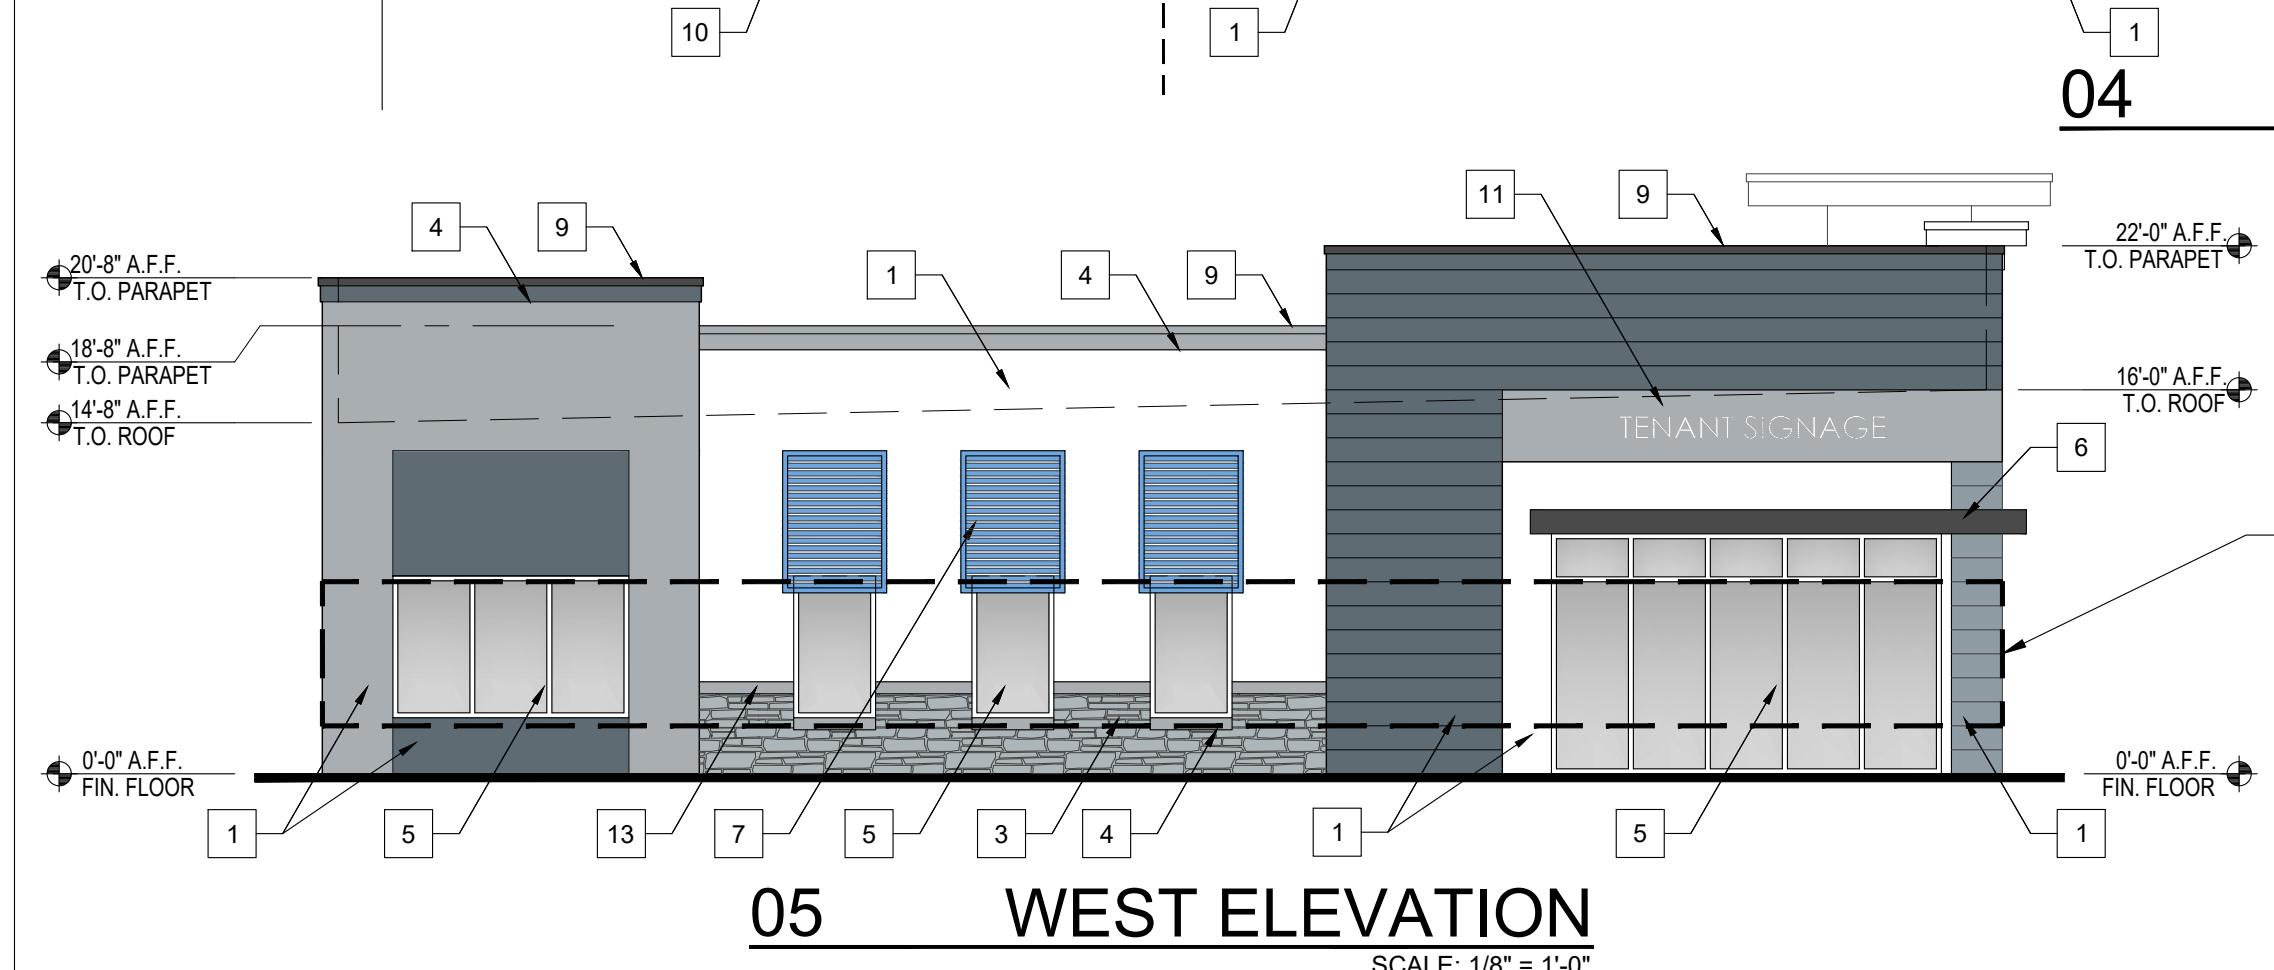 10
1
1
04
11
9
4
9
1
4
9
20'-8" A.F.F.
T.O. PARAPET
18'-8" A.F.F.
T.O. PARAPET
14'-8" A.F.F.
T.O. ROOF
22'-0" A.F.F.
T.O. PARAPET
16'-0" A.F.F.
T.O. ROOF
TENANT SIGNAGE
6
0'-0" A.F.F.
FIN. FLOOR
0'-0" A.F.F.
FIN. FLOOR
1
5
13
7
5
3
4
1
5
1
05 WEST ELEVATION
SCALE: 1/8" = 1'-0"